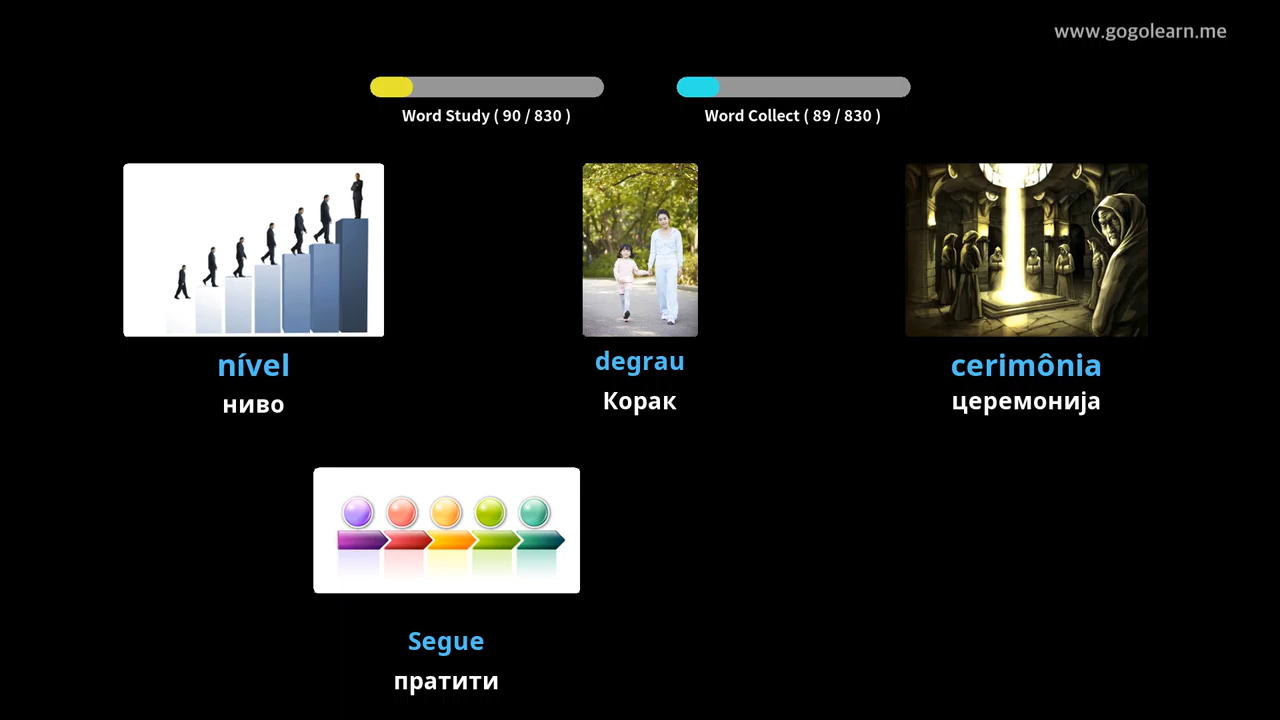 www.gogolearn.me
Word Study ( 90 / 830 )
Word Collect ( 89 / 830 )
nível
ниво
degrau
Корак
cerimônia
церемонија
Segue
пратити